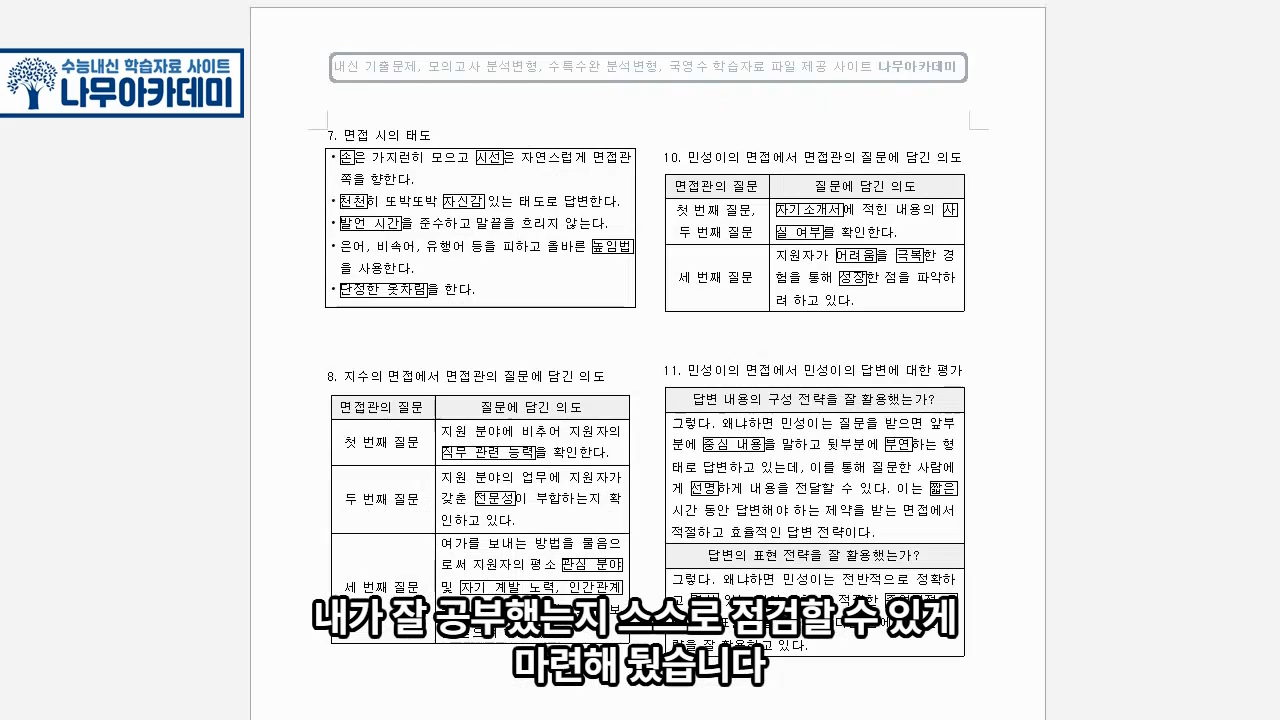 수능내신 학습자료 사이트
나무아카데미
내신 기출문제, 모의고사 분석변형, 수특수완 분석변형, 국영수 학습자료 파일 제공 사이트 나무아카데미
7. 면접 시의 태도
• 손은 가지런히 모으고 시선은 자연스럽게 면접관
쪽을 향한다.
• 천천히 또박또박 자신감 있는 태도로 답변한다.
• 발언 시간을 준수하고 말끝을 흐리지 않는다.
• 은어, 비속어, 유행어 등을 피하고 올바른 높임법
을 사용한다.
• 단정한 옷차림을 한다.
8. 지수의 면접에서 면접관의 질문에 담긴 의도
면접관의 질문 질문에 담긴 의도
첫 번째 질문
지원 분야에 비추어 지원자의
직무 관련 능력을 확인한다.
두 번째 질문
지원 분야의 업무에 지원자가
갖춘 전문성이 부합하는지 확
인하고 있다.
세 번째 질문
여가를 보내는 방법을 물음으
로써 지원자의 평소 관심 분야
및 자기 계발 노력, 인간관계
10. 민성이의 면접에서 면접관의 질문에 담긴 의도
면접관의 질문 질문에 담긴 의도
첫 번째 질문,
두 번째 질문
자기소개서에 적힌 내용의 사
실 여부를 확인한다.
세 번째 질문
지원자가 어려움을 극복한 경
험을 통해 성장한 점을 파악하
려 하고 있다.
11. 민성이의 면접에서 민성이의 답변에 대한 평가
답변 내용의 구성 전략을 잘 활용했는가?
그렇다. 왜냐하면 민성이는 질문을 받으면 앞부
분에 중심 내용을 말하고 뒷부분에 부연하는 형
태로 답변하고 있는데, 이를 통해 질문한 사람에
게 선명하게 내용을 전달할 수 있다. 이는 짧은
시간 동안 답변해야 하는 제약을 받는 면접에서
적절하고 효율적인 답변 전략이다.
답변의 표현 전략을 잘 활용했는가?
그렇다. 왜냐하면 민성이는 전반적으로 정확하
략을 잘 활용하고 있다.
내가 잘 공부했는지 스스로 점검할 수 있게
마련해 뒀습니다